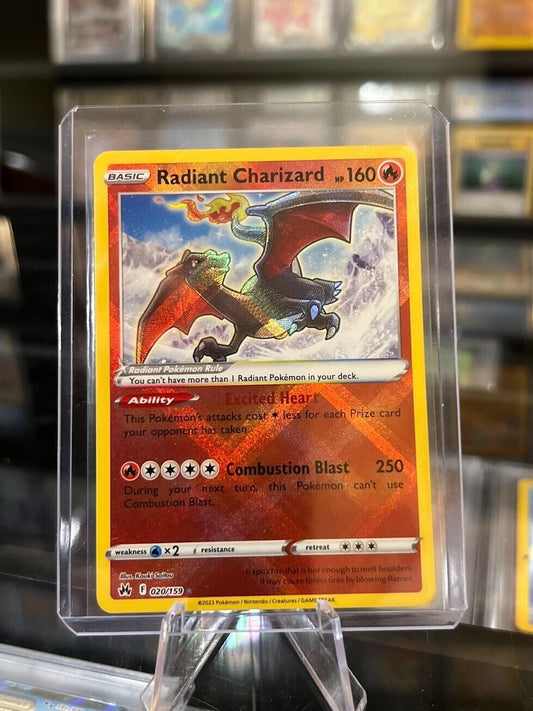 BASIC Radiant Charizard HP 160
Radiant Pokémon Rule
You can't have more than 1 Radiant Pokémon in your deck.
Ability Excited Heart
This Pokémon's attacks cost less for each Prize card
your opponent has taken.
Combustion Blast 250
During your next turn, this Pokémon can't use
Combustion Blast.
weakness ×2 resistance retreat
Illus. Kouki Saitou
It spits fire that is hot enough to melt boulders.
It may cause forest fires by blowing flames.
F 020/159
©2023 Pokémon / Nintendo / Creatures / GAME FREAK